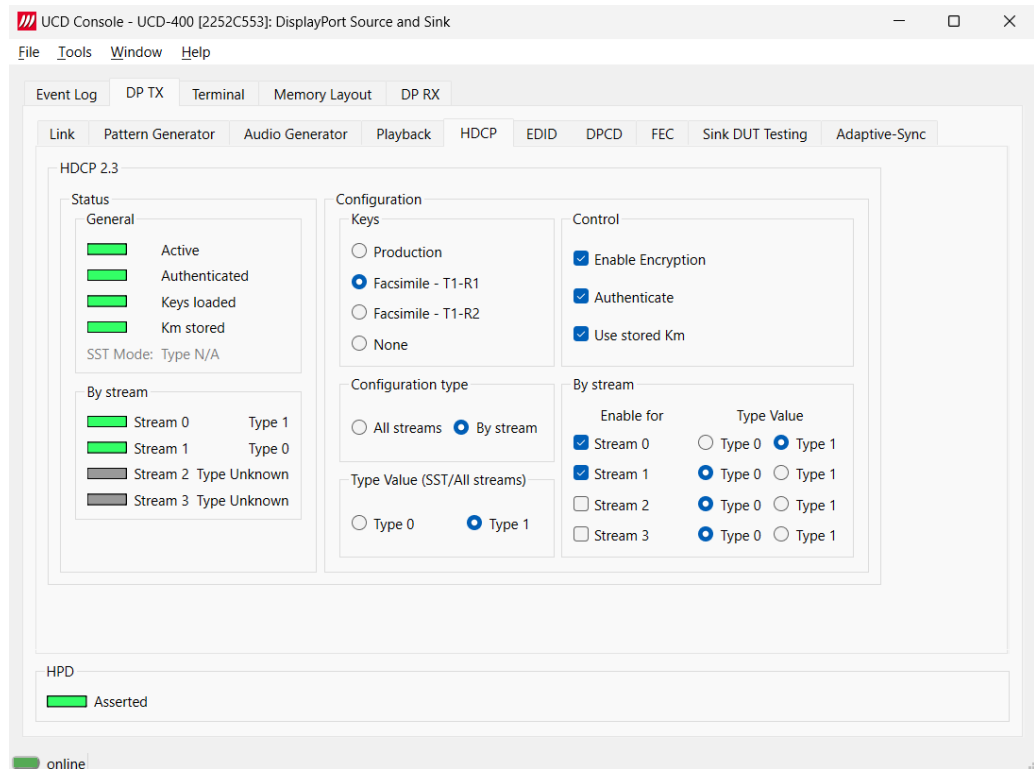 UCD Console - UCD-400 [2252C553]: DisplayPort Source and Sink
File Tools Window Help
Event Log DP TX Terminal Memory Layout DP RX
Link Pattern Generator Audio Generator Playback HDCP EDID DPCD FEC Sink DUT Testing Adaptive-Sync
HDCP 2.3
Status
General
Active
Authenticated
Keys loaded
Km stored
SST Mode: Type N/A
By stream
Stream 0 Type 1
Stream 1 Type 0
Stream 2 Type Unknown
Stream 3 Type Unknown
Configuration
Keys
Production
Facsimile - T1-R1
Facsimile - T1-R2
None
Control
Enable Encryption
Authenticate
Use stored Km
Configuration type
All streams By stream
Type Value (SST/All streams)
Type 0 Type 1
By stream
Enable for Type Value
Stream 0 Type 0 Type 1
Stream 1 Type 0 Type 1
Stream 2 Type 0 Type 1
Stream 3 Type 0 Type 1
HPD
Asserted
online